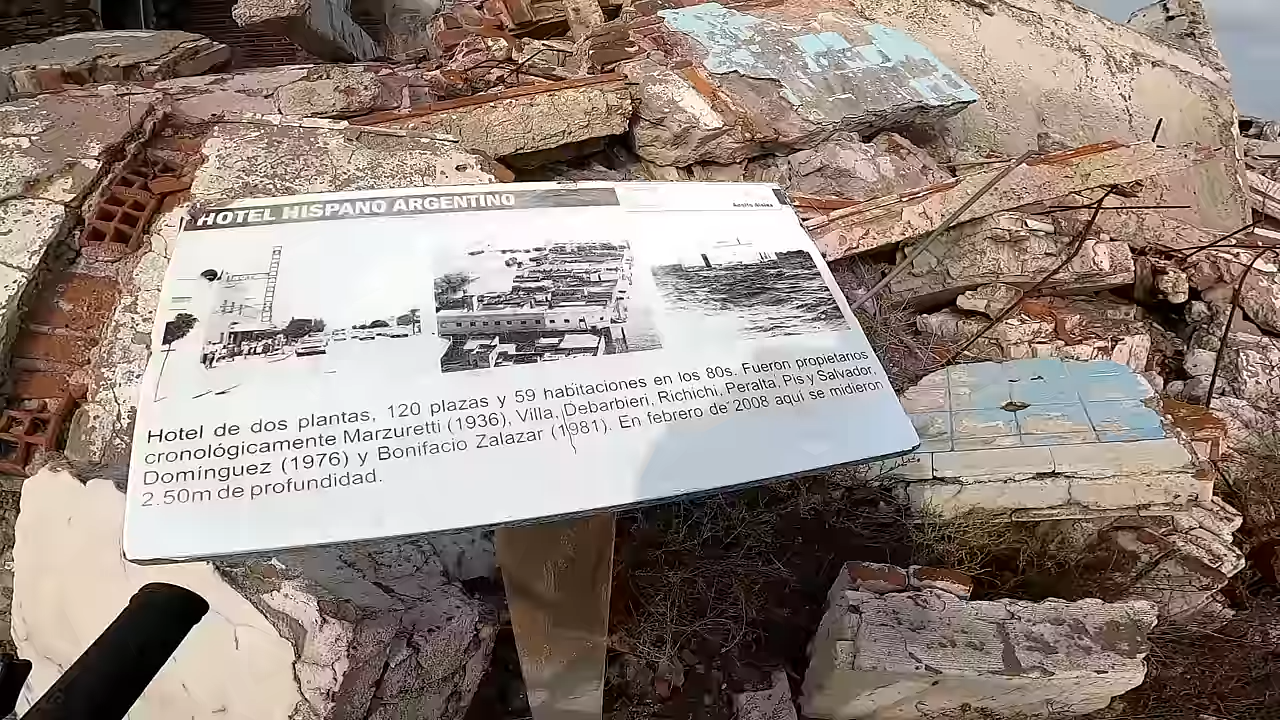 HOTEL HISPANO ARGENTINO
Adolfo Alsina
Hotel de dos plantas, 120 plazas y 59 habitaciones en los 80s. Fueron propietarios
cronológicamente Marzuretti (1936), Villa, Debarbieri, Richichi, Peralta, Pis y Salvador,
Domínguez (1976) y Bonifacio Zalazar (1981). En febrero de 2008 aquí se midieron
2.50m de profundidad.